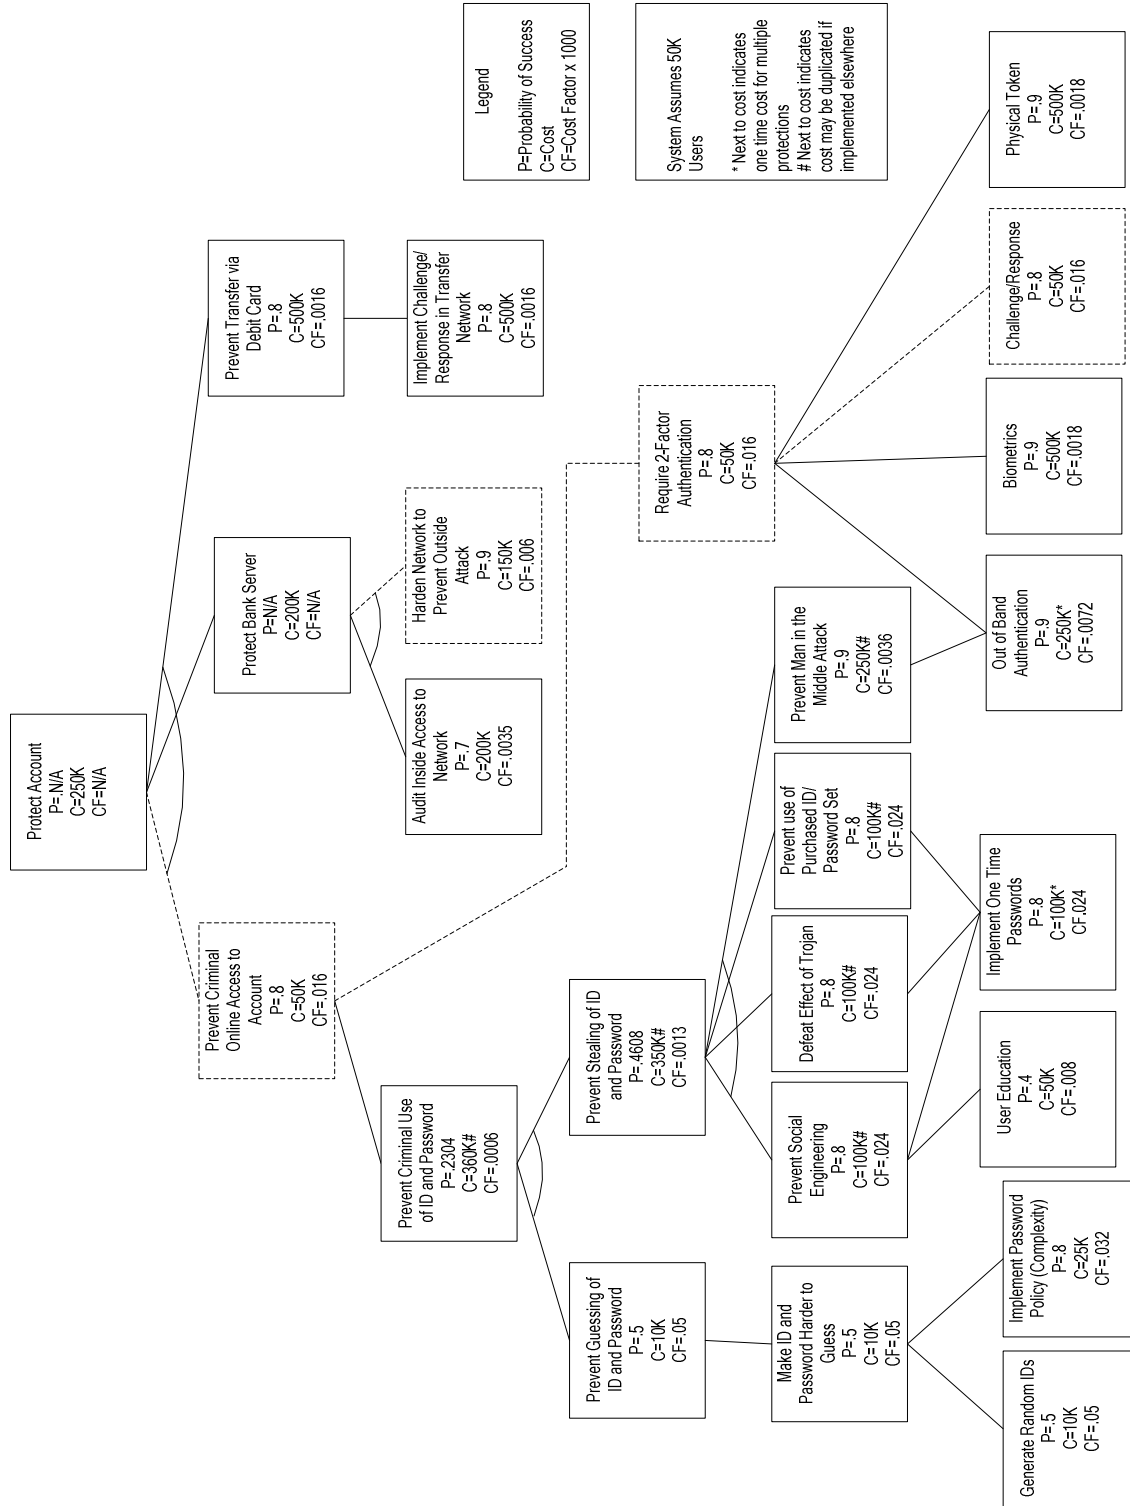 Protect Account
P=.N/A
C=250K
CF=N/A
Prevent Criminal
Online Access to
Account
P=.8
C=50K
CF=.016
Protect Bank Server
P=N/A
C=200K
CF=N/A
Prevent Transfer via
Debit Card
P=.8
C=500K
CF=.0016
Prevent Criminal Use
of ID and Password
P=.2304
C=360K#
CF=.0006
Audit Inside Access to
Network
P=.7
C=200K
CF=.0035
Harden Network to
Prevent Outside
Attack
P=.9
C=150K
CF=.006
Implement Challenge/
Response in Transfer
Network
P=.8
C=500K
CF=.0016
Legend
P=Probability of Success
C=Cost
CF=Cost Factor x 1000
Prevent Guessing of
ID and Password
P=.5
C=10K
CF=.05
Prevent Stealing of ID
and Password
P=.4608
C=350K#
CF=.0013
Require 2-Factor
Authentication
P=.8
C=50K
CF=.016
System Assumes 50K
Users
* Next to cost indicates
one time cost for multiple
protections
# Next to cost indicates
cost may be duplicated if
implemented elsewhere
Make ID and
Password Harder to
Guess
P=.5
C=10K
CF=.05
Prevent Social
Engineering
P=.8
C=100K#
CF=.024
Defeat Effect of Trojan
P=.8
C=100K#
CF=.024
Prevent use of
Purchased ID/
Password Set
P=.8
C=100K#
CF=.024
Prevent Man in the
Middle Attack
P=.9
C=250K#
CF=.0036
Generate Random IDs
P=.5
C=10K
CF=.05
Implement Password
Policy (Complexity)
P=.8
C=25K
CF=.032
User Education
P=.4
C=50K
CF=.008
Implement One Time
Passwords
P=.8
C=100K*
CF.024
Out of Band
Authentication
P=.9
C=250K*
CF=.0072
Biometrics
P=.9
C=500K
CF=.0018
Challenge/Response
P=.8
C=50K
CF=.016
Physical Token
P=.9
C=500K
CF=.0018